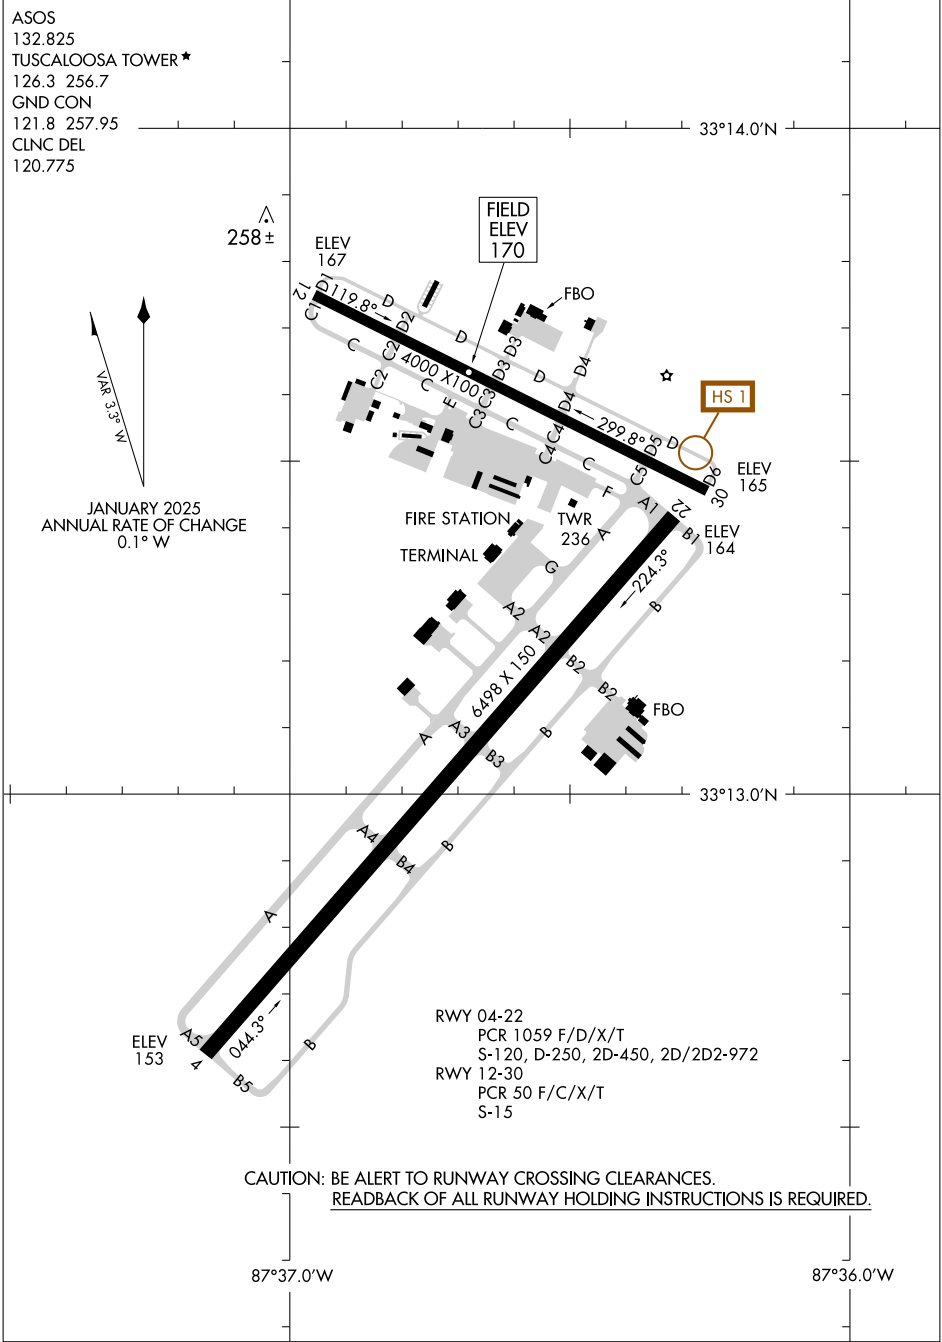 ASOS
132.825
TUSCALOOSA TOWER★
126.3 256.7
GND CON
121.8 257.95
CLNC DEL
120.775
33°14.0'N
258±
FIELD
ELEV
170
ELEV
167
12
D1
C1
119.8°
D
D2
C2
C2
C
C
4000 X100
D
FBO
D3
D3
C3
C3
E
C
D
D4
D4
C4
C4
299.8°
C
D5
D
C5
D6
30
HS 1
ELEV
165
VAR 3.3° W
JANUARY 2025
ANNUAL RATE OF CHANGE
0.1° W
FIRE STATION
TERMINAL
TWR
236
F
A1
22
B1
ELEV
164
A
G
224.3°
B
A2
A2
B2
B2
FBO
6498 X 150
A
A3
B3
B
33°13.0'N
A4
B4
B
A
044.3°
ELEV
153
A5
4
B5
B
RWY 04-22
PCR 1059 F/D/X/T
S-120, D-250, 2D-450, 2D/2D2-972
RWY 12-30
PCR 50 F/C/X/T
S-15
CAUTION: BE ALERT TO RUNWAY CROSSING CLEARANCES.
READBACK OF ALL RUNWAY HOLDING INSTRUCTIONS IS REQUIRED.
87°37.0'W
87°36.0'W